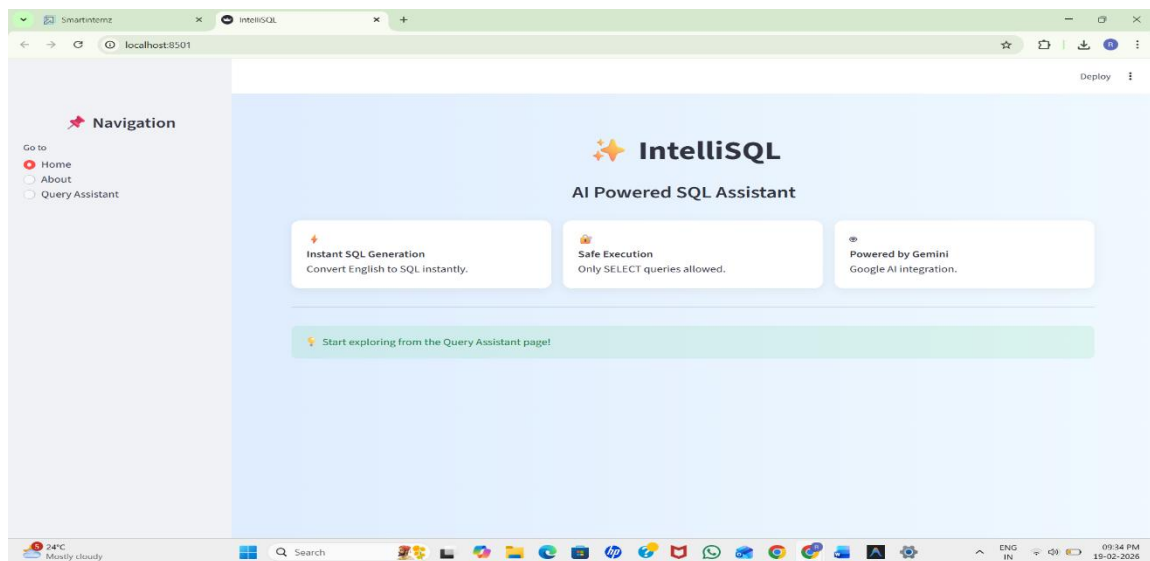 Smartinternz
IntelliSQL
localhost:8501
R
Deploy
Navigation
Go to
Home
About
Query Assistant
IntelliSQL
AI Powered SQL Assistant
Instant SQL Generation
Convert English to SQL instantly.
Safe Execution
Only SELECT queries allowed.
Powered by Gemini
Google AI integration.
Start exploring from the Query Assistant page!
5
24°C
Mostly cloudy
Search
hp
ENG
IN
09:34 PM
19-02-2026